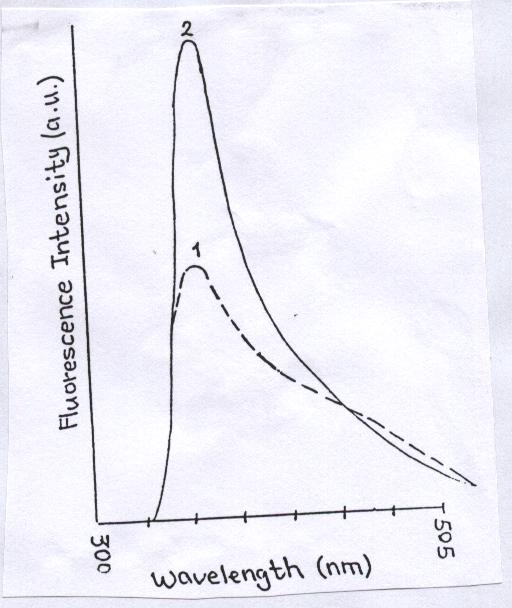 2
1
Fluorescence Intensity (a.u.)
300
505
Wavelength (nm)